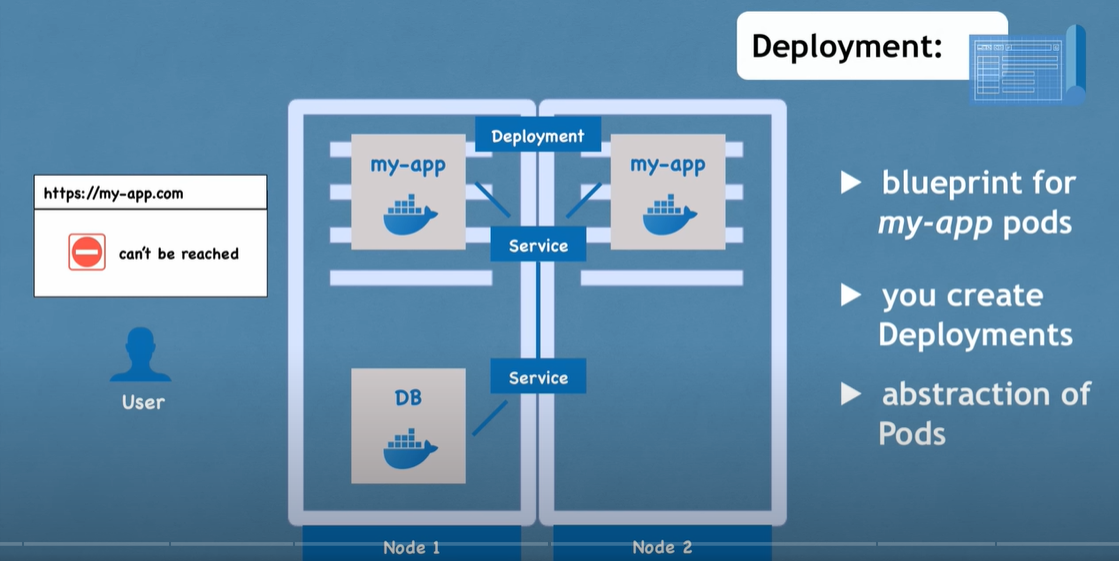 Deployment:
https://my-app.com
can't be reached
User
Deployment
my-app
my-app
Service
Service
DB
Node 1
Node 2
▶ blueprint for
my-app pods
▶ you create
Deployments
▶ abstraction of
Pods